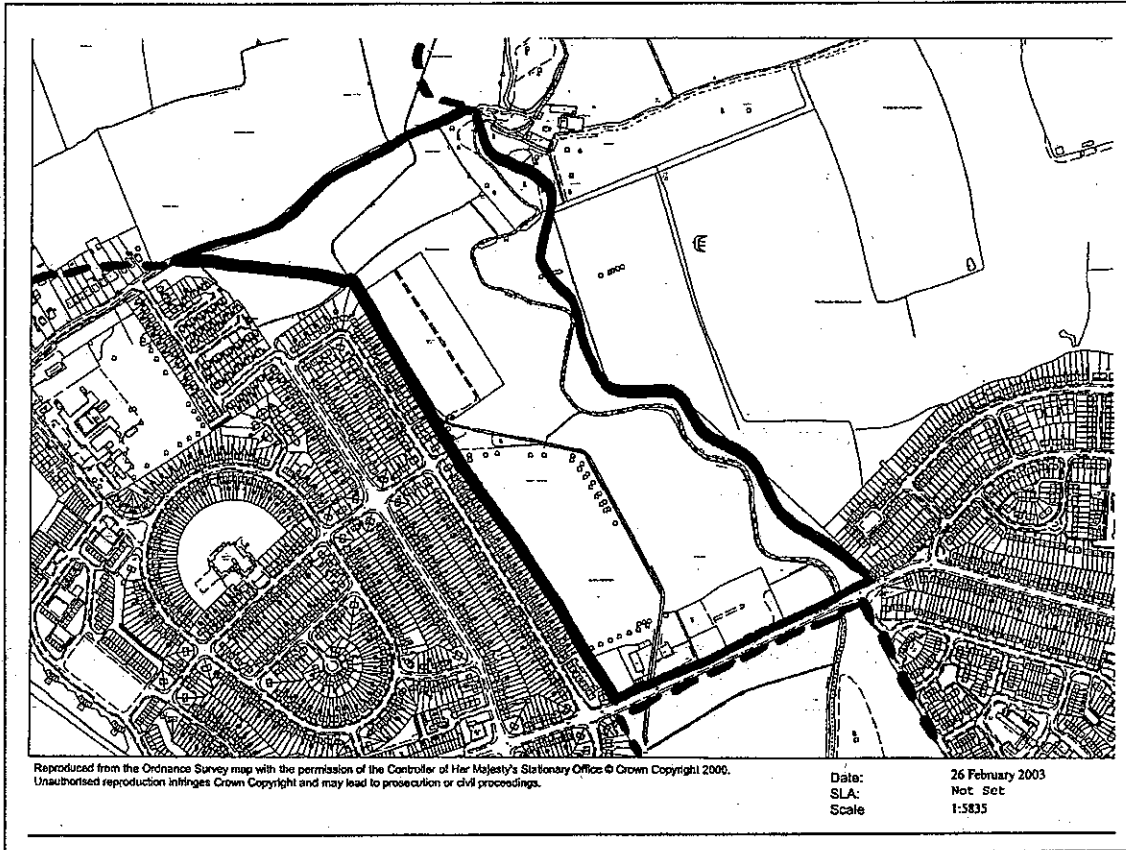 Reproduced from the Ordnance Survey map with the permission of the Controller of Her Majesty's Stationary Office © Crown Copyright 2000.
Unauthorised reproduction infringes Crown Copyright and may lead to prosecution or civil proceedings.
Date: 26 February 2003
SLA: Not Set
Scale 1:5835